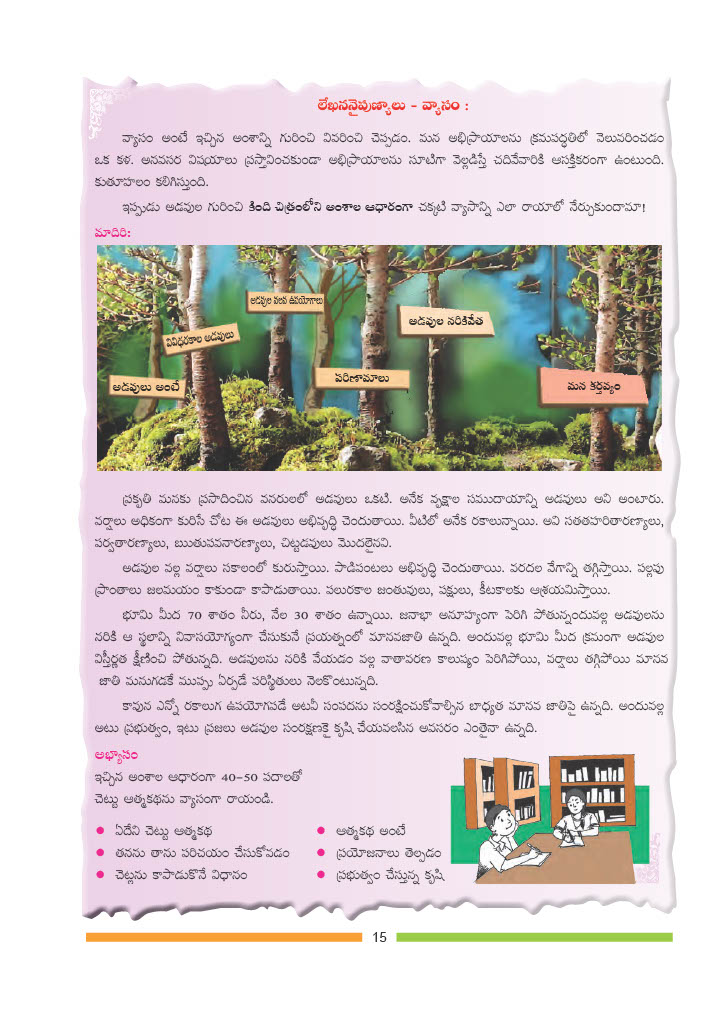 లేఖననైపుణ్యాలు - వ్యాసం :
వ్యాసం అంటే ఇచ్చిన అంశాన్ని గురించి వివరించి చెప్పడం. మన అభిప్రాయాలను క్రమపద్ధతిలో వెలువరించడం
ఒక కళ. అనవసర విషయాలు ప్రస్తావించకుండా అభిప్రాయాలను సూటిగా వెల్లడిస్తే చదివేవారికి ఆసక్తికరంగా ఉంటుంది.
కుతూహలం కలిగిస్తుంది.
ఇప్పుడు అడవుల గురించి కింది చిత్రంలోని అంశాల ఆధారంగా చక్కటి వ్యాసాన్ని ఎలా రాయాలో నేర్చుకుందామా!
మాదిరి:
అడవులు అంటే
వివిధరకాల అడవులు
అడవుల వలన ఉపయోగాలు
పరిణామాలు
అడవుల నరికివేత
మన కర్తవ్యం
ప్రకృతి మనకు ప్రసాదించిన వనరులలో అడవులు ఒకటి. అనేక వృక్షాల సముదాయాన్ని అడవులు అని అంటారు.
వర్షాలు అధికంగా కురిసే చోట ఈ అడవులు అభివృద్ధి చెందుతాయి. వీటిలో అనేక రకాలున్నాయి. అవి సతతహరితారణ్యాలు,
పర్వతారణ్యాలు, ఋతుపవనారణ్యాలు, చిట్టడవులు మొదలైనవి.
అడవుల వల్ల వర్షాలు సకాలంలో కురుస్తాయి. పాడిపంటలు అభివృద్ధి చెందుతాయి. వరదల వేగాన్ని తగ్గిస్తాయి. పల్లపు
ప్రాంతాలు జలమయం కాకుండా కాపాడుతాయి. పలురకాల జంతువులు, పక్షులు, కీటకాలకు ఆశ్రయమిస్తాయి.
భూమి మీద 70 శాతం నీరు, నేల 30 శాతం ఉన్నాయి. జనాభా అనూహ్యంగా పెరిగి పోతున్నందువల్ల అడవులను
నరికి ఆ స్థలాన్ని నివాసయోగ్యంగా చేసుకునే ప్రయత్నంలో మానవజాతి ఉన్నది. అందువల్ల భూమి మీద క్రమంగా అడవుల
విస్తీర్ణత క్షీణించి పోతున్నది. అడవులను నరికి వేయడం వల్ల వాతావరణ కాలుష్యం పెరిగిపోయి, వర్షాలు తగ్గిపోయి మానవ
జాతి మనుగడకే ముప్పు ఏర్పడే పరిస్థితులు నెలకొంటున్నది.
కావున ఎన్నో రకాలుగ ఉపయోగపడే అటవీ సంపదను సంరక్షించుకోవాల్సిన బాధ్యత మానవ జాతిపై ఉన్నది. అందువల్ల
అటు ప్రభుత్వం, ఇటు ప్రజలు అడవుల సంరక్షణకై కృషి చేయవలసిన అవసరం ఎంతైనా ఉన్నది.
అభ్యాసం
ఇచ్చిన అంశాల ఆధారంగా 40-50 పదాలతో
చెట్టు ఆత్మకథను వ్యాసంగా రాయండి.
• ఏదేని చెట్టు ఆత్మకథ
• ఆత్మకథ అంటే
• తనను తాను పరిచయం చేసుకోవడం
• ప్రయోజనాలు తెల్పడం
• చెట్లను కాపాడుకొనే విధానం
• ప్రభుత్వం చేస్తున్న కృషి
15